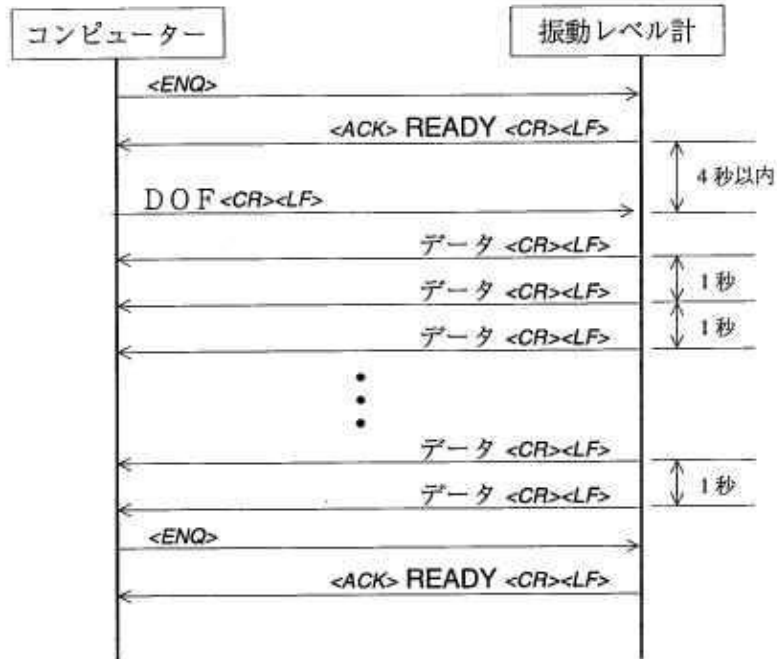 コンピューター
振動レベル計
<ENQ>
<ACK> READY <CR><LF>
4秒以内
DOF<CR><LF>
データ <CR><LF>
1秒
データ <CR><LF>
1秒
データ <CR><LF>
データ <CR><LF>
1秒
データ <CR><LF>
<ENQ>
<ACK> READY <CR><LF>